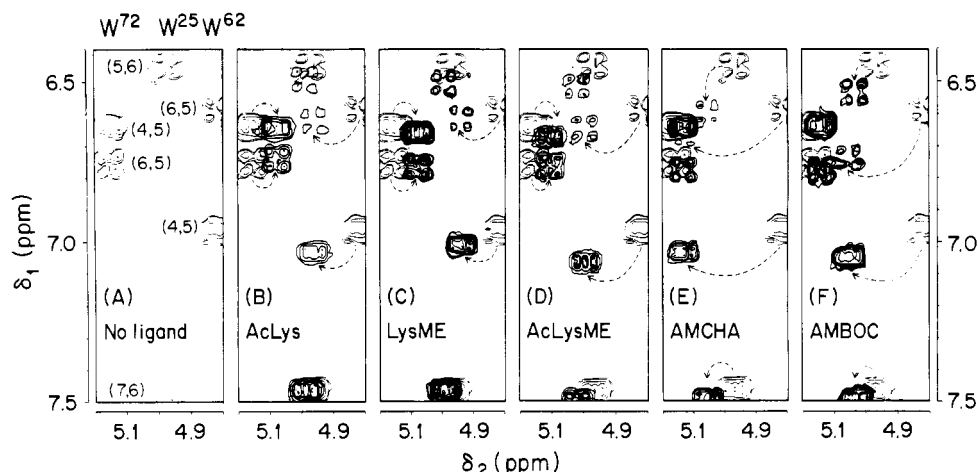 W⁷² W²⁵ W⁶²
(5,6)
(6,5)
(4,5)
(6,5)
(4,5)
(7,6)
(A)
No ligand
(B)
AcLys
(C)
LysME
(D)
AcLysME
(E)
AMCHA
(F)
AMBOC
6.5
7.0
7.5
δ₁ (ppm)
6.5
7.0
7.5
5.1 4.9 5.1 4.9 5.1 4.9 5.1 4.9 5.1 4.9 5.1 4.9
δ₂ (ppm)